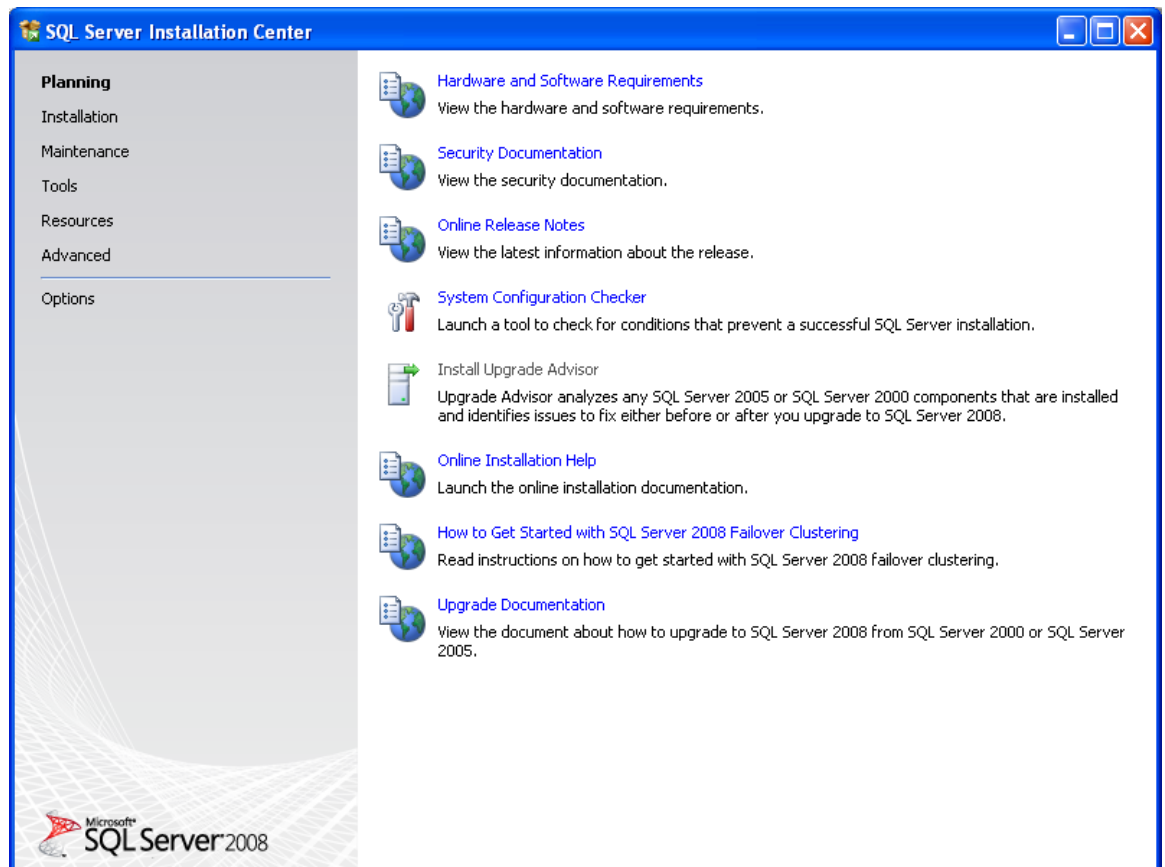 SQL Server Installation Center
Planning
Installation
Maintenance
Tools
Resources
Advanced
Options
Hardware and Software Requirements
View the hardware and software requirements.
Security Documentation
View the security documentation.
Online Release Notes
View the latest information about the release.
System Configuration Checker
Launch a tool to check for conditions that prevent a successful SQL Server installation.
Install Upgrade Advisor
Upgrade Advisor analyzes any SQL Server 2005 or SQL Server 2000 components that are installed
and identifies issues to fix either before or after you upgrade to SQL Server 2008.
Online Installation Help
Launch the online installation documentation.
How to Get Started with SQL Server 2008 Failover Clustering
Read instructions on how to get started with SQL Server 2008 failover clustering.
Upgrade Documentation
View the document about how to upgrade to SQL Server 2008 from SQL Server 2000 or SQL Server
2005.
Microsoft®
SQL Server 2008